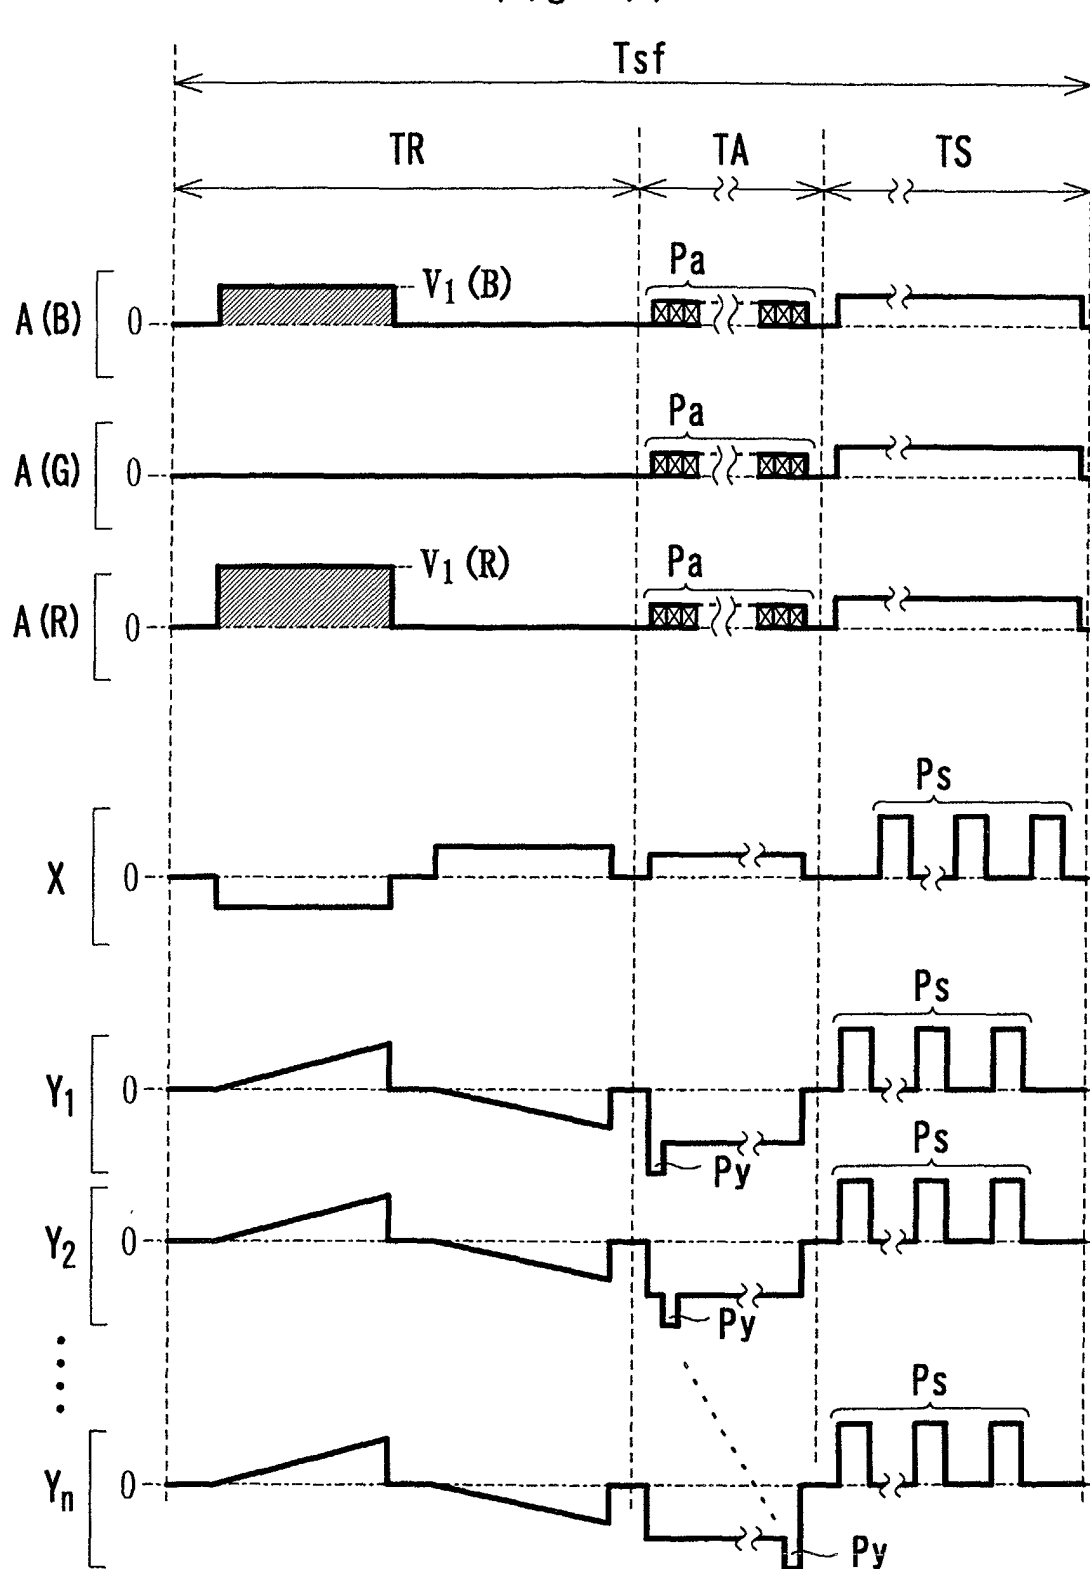 Tsf
TR TA TS
A(B) 0 V1(B) Pa
A(G) 0 Pa
A(R) 0 V1(R) Pa
X 0 Ps
Y1 0 Py Ps
Y2 0 Py Ps
Yn 0 Py Ps